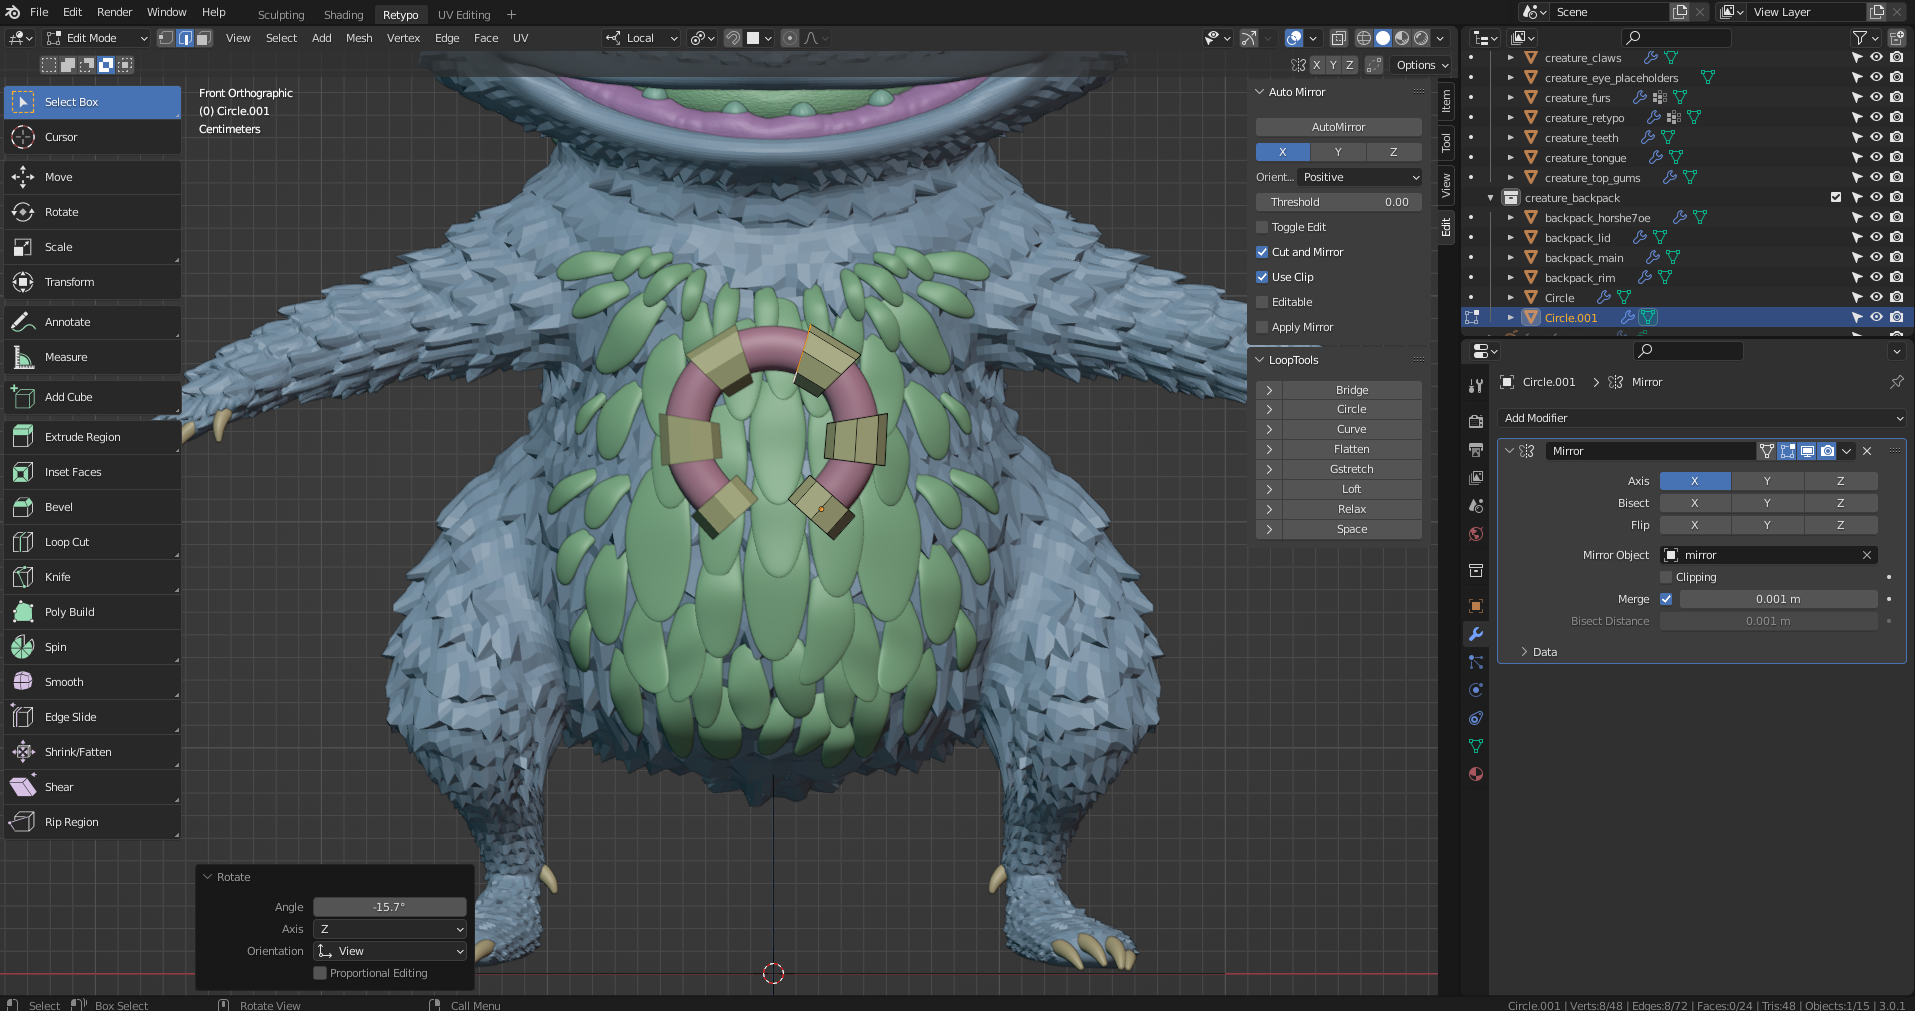 File Edit Render Window Help Sculpting Shading Retypo UV Editing + Scene View Layer
Edit Mode View Select Add Mesh Vertex Edge Face UV Local
X Y Z Options
Select Box
Cursor
Move
Rotate
Scale
Transform
Annotate
Measure
Add Cube
Extrude Region
Inset Faces
Bevel
Loop Cut
Knife
Poly Build
Spin
Smooth
Edge Slide
Shrink/Fatten
Shear
Rip Region
Front Orthographic
(0) Circle.001
Centimeters
Rotate
Angle -15.7°
Axis Z
Orientation View
Proportional Editing
Auto Mirror
AutoMirror
X Y Z
Orient... Positive
Threshold 0.00
Toggle Edit
Cut and Mirror
Use Clip
Editable
Apply Mirror
LoopTools
Bridge
Circle
Curve
Flatten
Gstretch
Loft
Relax
Space
Item
Tool
View
Edit
creature_claws
creature_eye_placeholders
creature_furs
creature_retypo
creature_teeth
creature_tongue
creature_top_gums
creature_backpack
backpack_horshe7oe
backpack_lid
backpack_main
backpack_rim
Circle
Circle.001
Circle.001 > Mirror
Add Modifier
Mirror
Axis X Y Z
Bisect X Y Z
Flip X Y Z
Mirror Object mirror
Clipping
Merge 0.001 m
Bisect Distance 0.001 m
Data
Select Box Select Rotate View Call Menu
Circle.001 | Verts:8/48 | Edges:8/72 | Faces:0/24 | Tris:48 | Objects:1/15 | 3.0.1